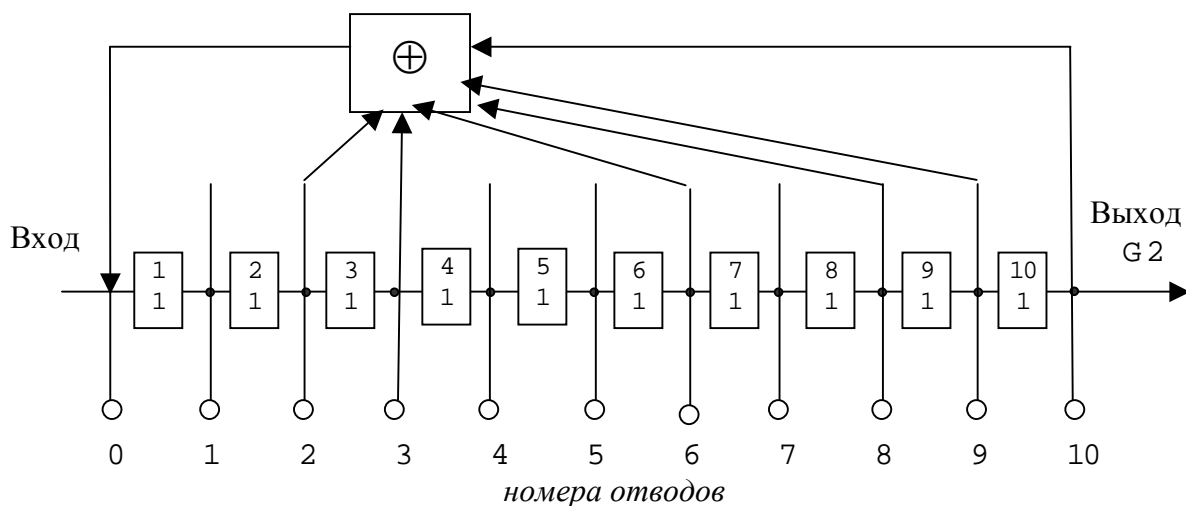 ⊕
Вход
Выход
G2
1 2 3 4 5 6 7 8 9 10
1 1 1 1 1 1 1 1 1 1
0 1 2 3 4 5 6 7 8 9 10
номера отводов